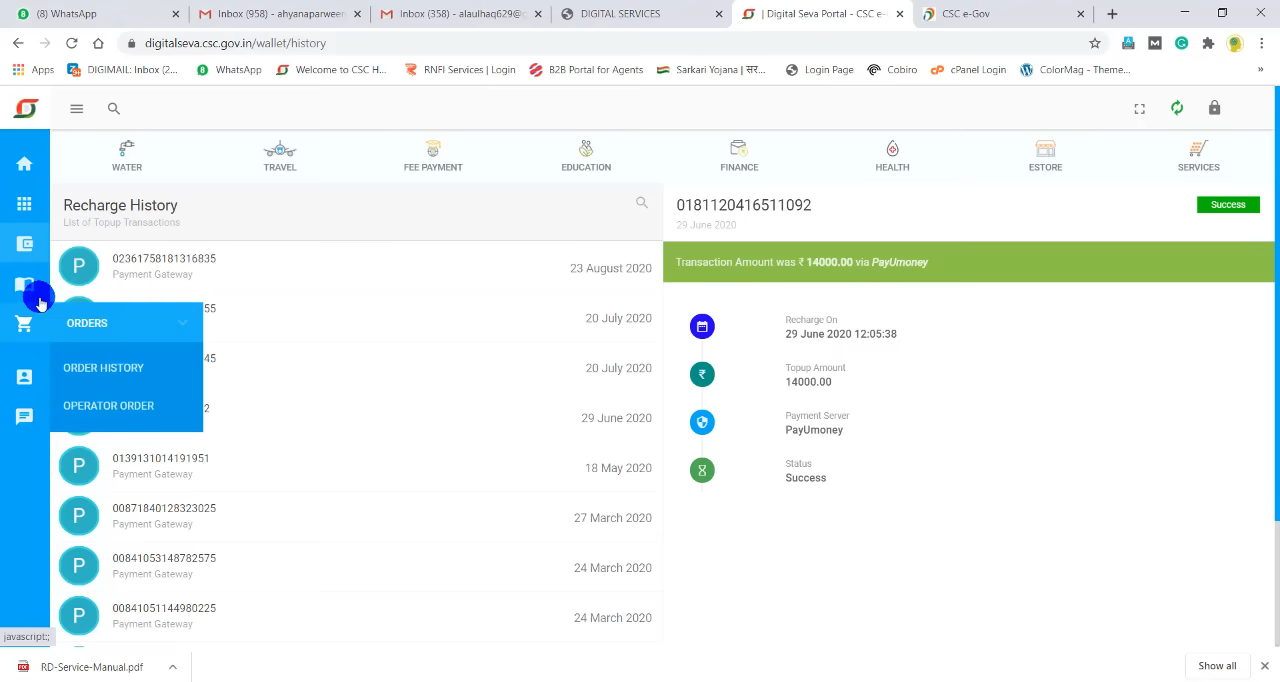 WhatsApp
Inbox (958) - ahyanaparween
Inbox (358) - alaulhaq629@g
DIGITAL SERVICES
| Digital Seva Portal - CSC e-G
CSC e-Gov
digitalseva.csc.gov.in/wallet/history
Apps
DIGIMAIL: Inbox (2...
WhatsApp
Welcome to CSC H...
RNFI Services | Login
B2B Portal for Agents
Sarkari Yojana | सर...
Login Page
Cobiro
cPanel Login
ColorMag - Theme...
»
WATER
TRAVEL
FEE PAYMENT
EDUCATION
FINANCE
HEALTH
ESTORE
SERVICES
Recharge History
List of Topup Transactions
P
02361758181316835
Payment Gateway
23 August 2020
55
20 July 2020
45
20 July 2020
2
29 June 2020
P
0139131014191951
Payment Gateway
18 May 2020
P
00871840128323025
Payment Gateway
27 March 2020
P
00841053148782575
Payment Gateway
24 March 2020
P
00841051144980225
Payment Gateway
24 March 2020
ORDERS
ORDER HISTORY
OPERATOR ORDER
0181120416511092
29 June 2020
Success
Transaction Amount was ₹ 14000.00 via PayUmoney
Recharge On
29 June 2020 12:05:38
₹
Topup Amount
14000.00
Payment Server
PayUmoney
Status
Success
javascript:;
RD-Service-Manual.pdf
Show all